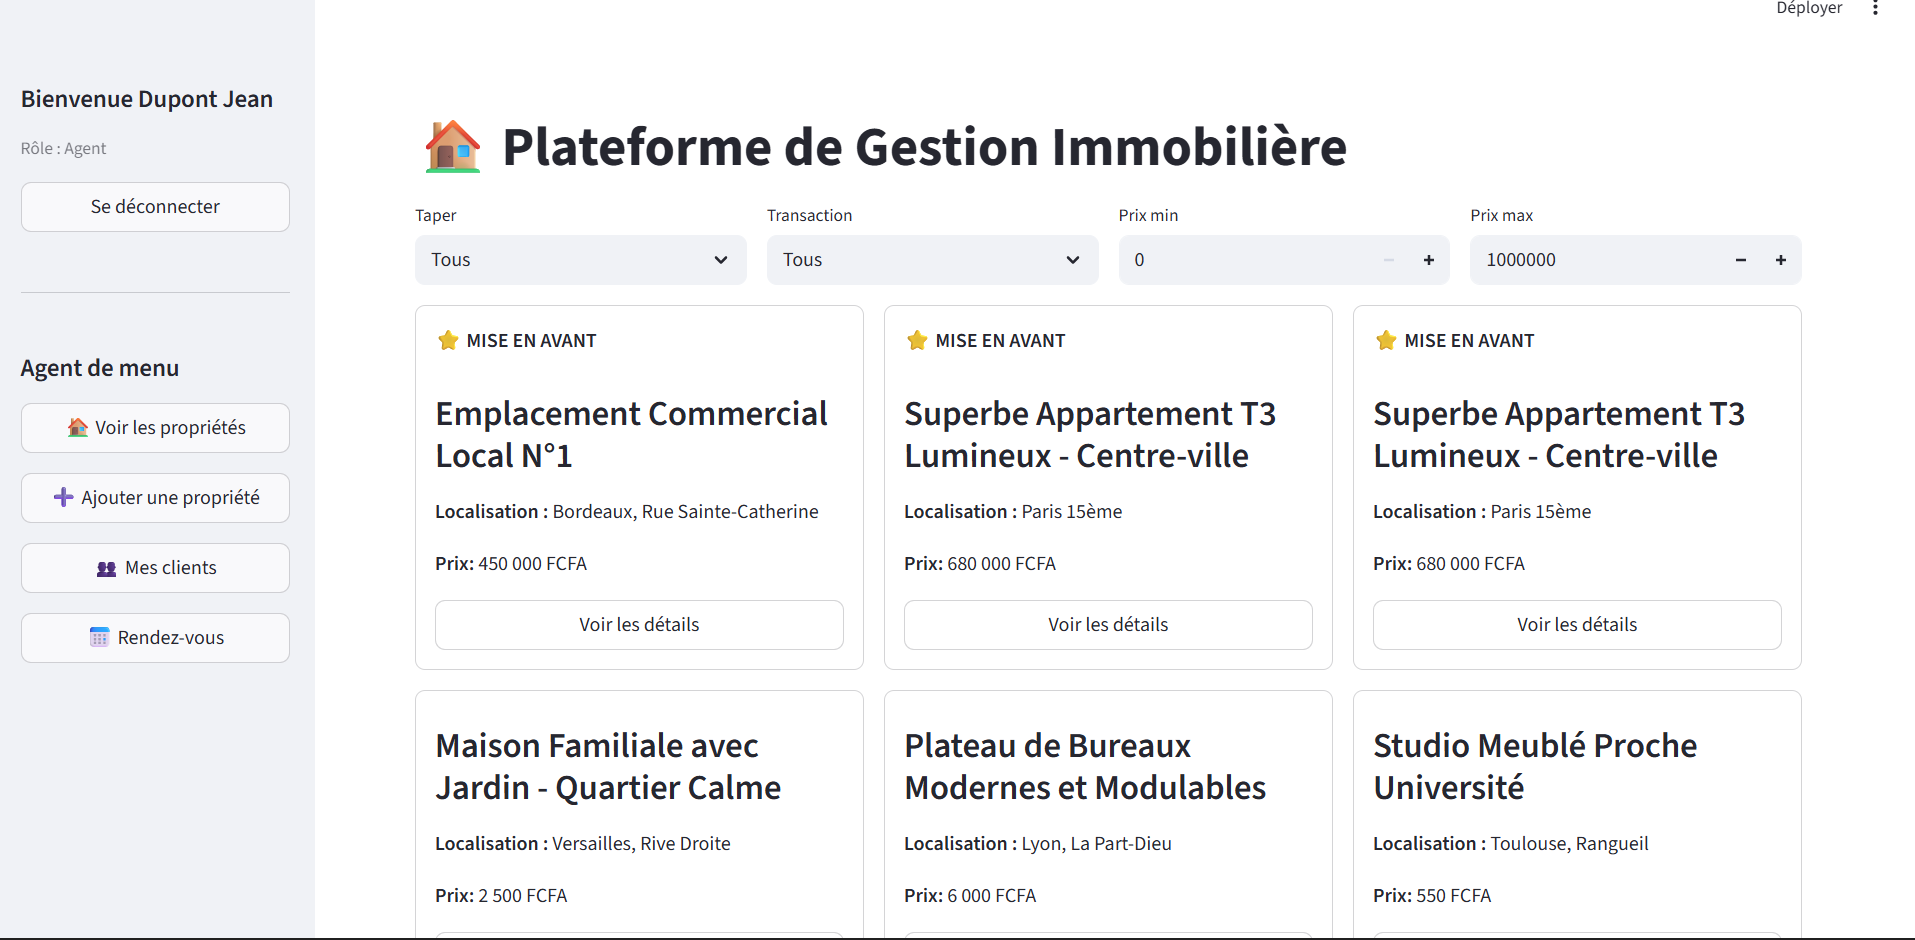 Déployer
Bienvenue Dupont Jean
Rôle : Agent
Se déconnecter
Agent de menu
Voir les propriétés
Ajouter une propriété
Mes clients
Rendez-vous
Plateforme de Gestion Immobilière
Taper
Transaction
Prix min
Prix max
Tous
Tous
0
1000000
MISE EN AVANT
Emplacement Commercial
Local N°1
Localisation : Bordeaux, Rue Sainte-Catherine
Prix: 450 000 FCFA
Voir les détails
MISE EN AVANT
Superbe Appartement T3
Lumineux - Centre-ville
Localisation : Paris 15ème
Prix: 680 000 FCFA
Voir les détails
MISE EN AVANT
Superbe Appartement T3
Lumineux - Centre-ville
Localisation : Paris 15ème
Prix: 680 000 FCFA
Voir les détails
Maison Familiale avec
Jardin - Quartier Calme
Localisation : Versailles, Rive Droite
Prix: 2 500 FCFA
Plateau de Bureaux
Modernes et Modulables
Localisation : Lyon, La Part-Dieu
Prix: 6 000 FCFA
Studio Meublé Proche
Université
Localisation : Toulouse, Rangueil
Prix: 550 FCFA